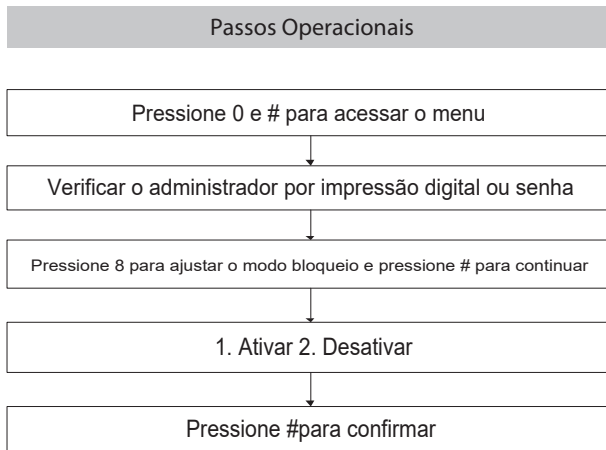 Passos Operacionais
Pressione 0 e # para acessar o menu
Verificar o administrador por impressão digital ou senha
Pressione 8 para ajustar o modo bloqueio e pressione # para continuar
1. Ativar 2. Desativar
Pressione #para confirmar